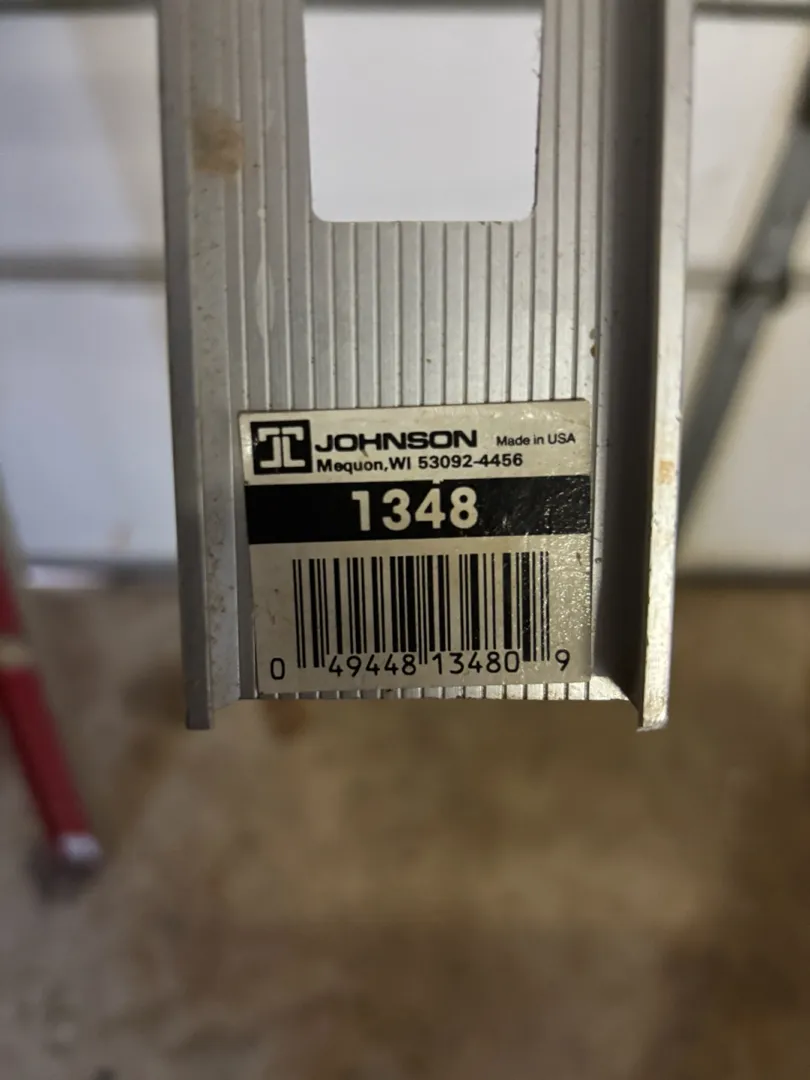 JOHNSON Made in USA
Mequon, WI 53092-4456
1348
0 49448 13480 9